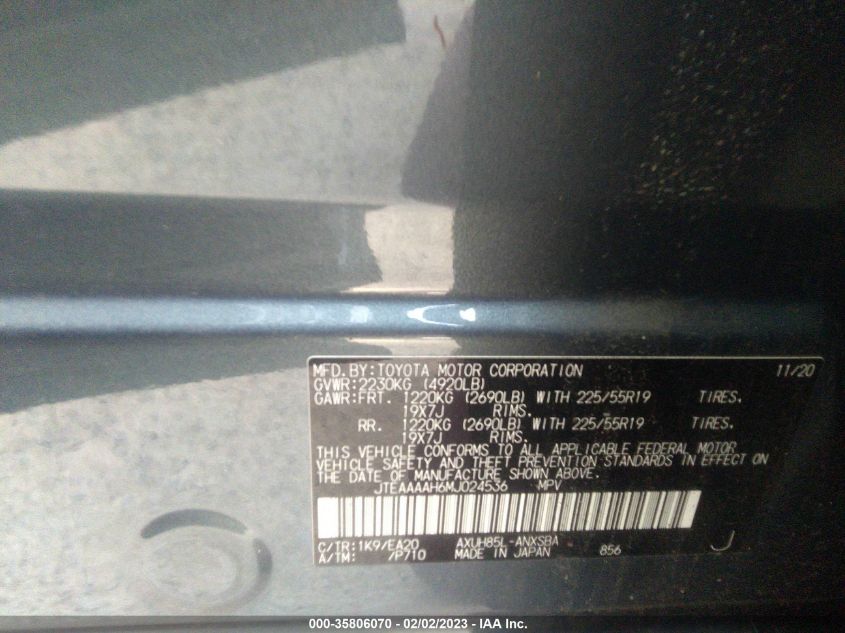 MFD.BY:TOYOTA MOTOR CORPORATION 11/20
GVWR:2230KG (4920LB)
GAWR:FRT. 1220KG (2690LB) WITH 225/55R19 TIRES.
19X7J RIMS.
RR. 1220KG (2690LB) WITH 225/55R19 TIRES.
19X7J RIMS.
THIS VEHICLE CONFORMS TO ALL APPLICABLE FEDERAL MOTOR
VEHICLE SAFETY AND THEFT PREVENTION STANDARDS IN EFFECT ON
THE DATE OF MANUFACTURE SHOWN ABOVE.
JTEAAAAH6MJ024536 MPV
C/TR:1K9/EA20 AXUH85L-ANXSBA 856 J
A/TM: /P710 MADE IN JAPAN
000-35806070 - 02/02/2023 - IAA Inc.